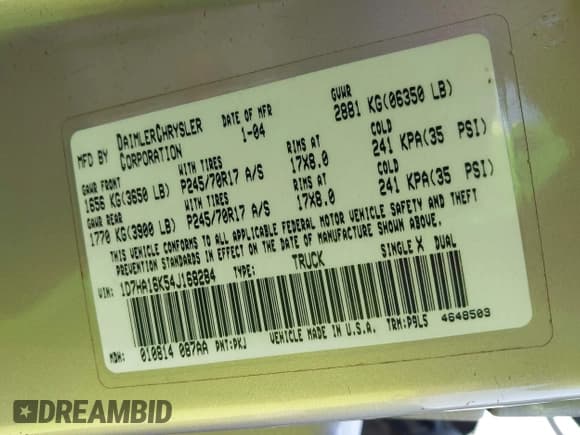 MFD BY DAIMLERCHRYSLER CORPORATION DATE OF MFR 1-04 GVWR 2881 KG(06350 LB)
GAWR FRONT WITH TIRES RIMS AT COLD
1656 KG(3650 LB) P245/70R17 A/S 17X8.0 241 KPA(35 PSI)
GAWR REAR WITH TIRES RIMS AT COLD
1770 KG(3900 LB) P245/70R17 A/S 17X8.0 241 KPA(35 PSI)
THIS VEHICLE CONFORMS TO ALL APPLICABLE FEDERAL MOTOR VEHICLE SAFETY AND THEFT
PREVENTION STANDARDS IN EFFECT ON THE DATE OF MANUFACTURE SHOWN ABOVE.
VIN: 1D7HA16K54J168284 TYPE: TRUCK SINGLE X DUAL
MDH: 010814 087AA PNT:PKJ VEHICLE MADE IN U.S.A. TRM:P9L5 4648503
DREAMBID